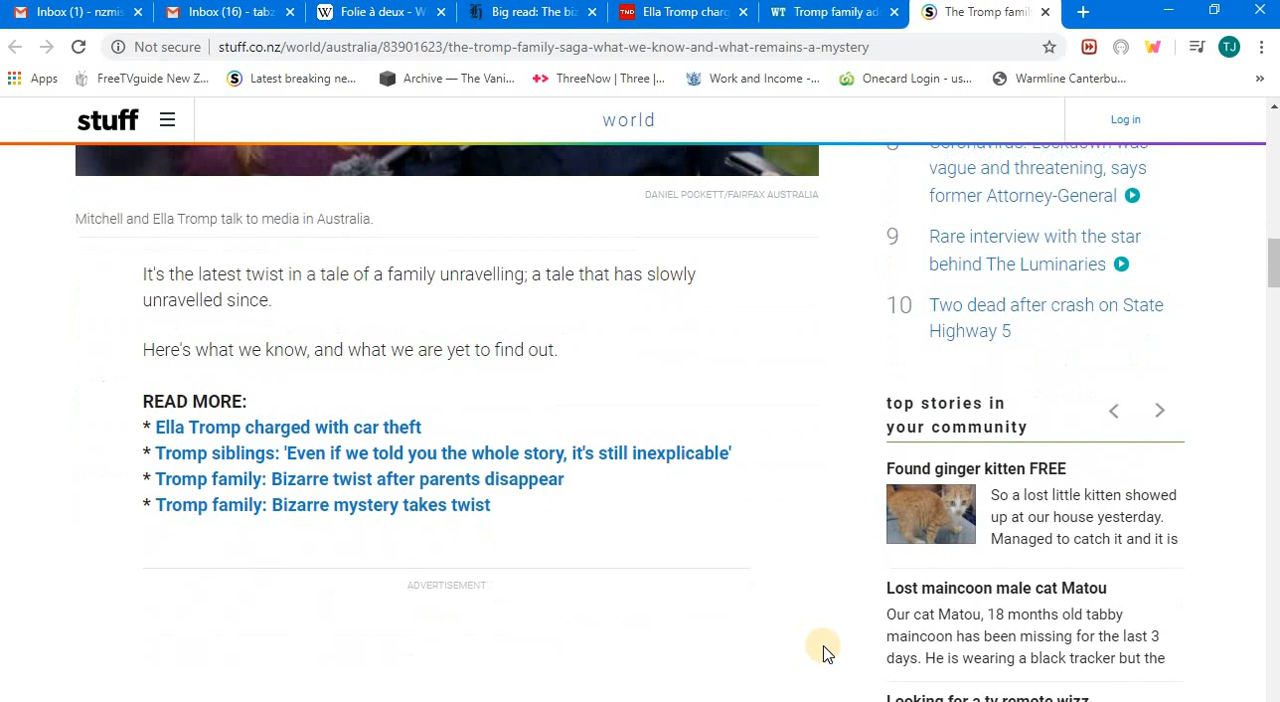 Inbox (1) - nzmis
Inbox (16) - tabz
Folie à deux - W
Big read: The biz
Ella Tromp charg
Tromp family ad
The Tromp famil
Not secure
stuff.co.nz/world/australia/83901623/the-tromp-family-saga-what-we-know-and-what-remains-a-mystery
TJ
Apps
FreeTVguide New Z...
Latest breaking ne...
Archive — The Vani...
ThreeNow | Three |...
Work and Income -...
Onecard Login - us...
Warmline Canterbu...
»
stuff
world
Log in
DANIEL POCKETT/FAIRFAX AUSTRALIA
Mitchell and Ella Tromp talk to media in Australia.
It's the latest twist in a tale of a family unravelling; a tale that has slowly
unravelled since.
Here's what we know, and what we are yet to find out.
READ MORE:
* Ella Tromp charged with car theft
* Tromp siblings: 'Even if we told you the whole story, it's still inexplicable'
* Tromp family: Bizarre twist after parents disappear
* Tromp family: Bizarre mystery takes twist
ADVERTISEMENT
Coronavirus: Lockdown was
vague and threatening, says
former Attorney-General
9 Rare interview with the star
behind The Luminaries
10 Two dead after crash on State
Highway 5
top stories in
your community
Found ginger kitten FREE
So a lost little kitten showed
up at our house yesterday.
Managed to catch it and it is
Lost maincoon male cat Matou
Our cat Matou, 18 months old tabby
maincoon has been missing for the last 3
days. He is wearing a black tracker but the
Looking for a tv remote wizz